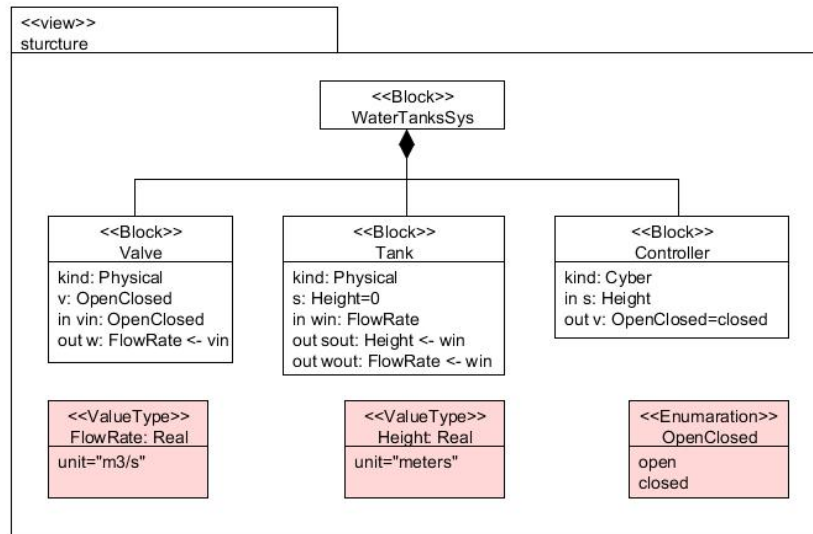 <<view>>
sturcture
<<Block>>
WaterTanksSys
<<Block>>
Valve
kind: Physical
v: OpenClosed
in vin: OpenClosed
out w: FlowRate <- vin
<<Block>>
Tank
kind: Physical
s: Height=0
in win: FlowRate
out sout: Height <- win
out wout: FlowRate <- win
<<Block>>
Controller
kind: Cyber
in s: Height
out v: OpenClosed=closed
<<ValueType>>
FlowRate: Real
unit="m3/s"
<<ValueType>>
Height: Real
unit="meters"
<<Enumaration>>
OpenClosed
open
closed